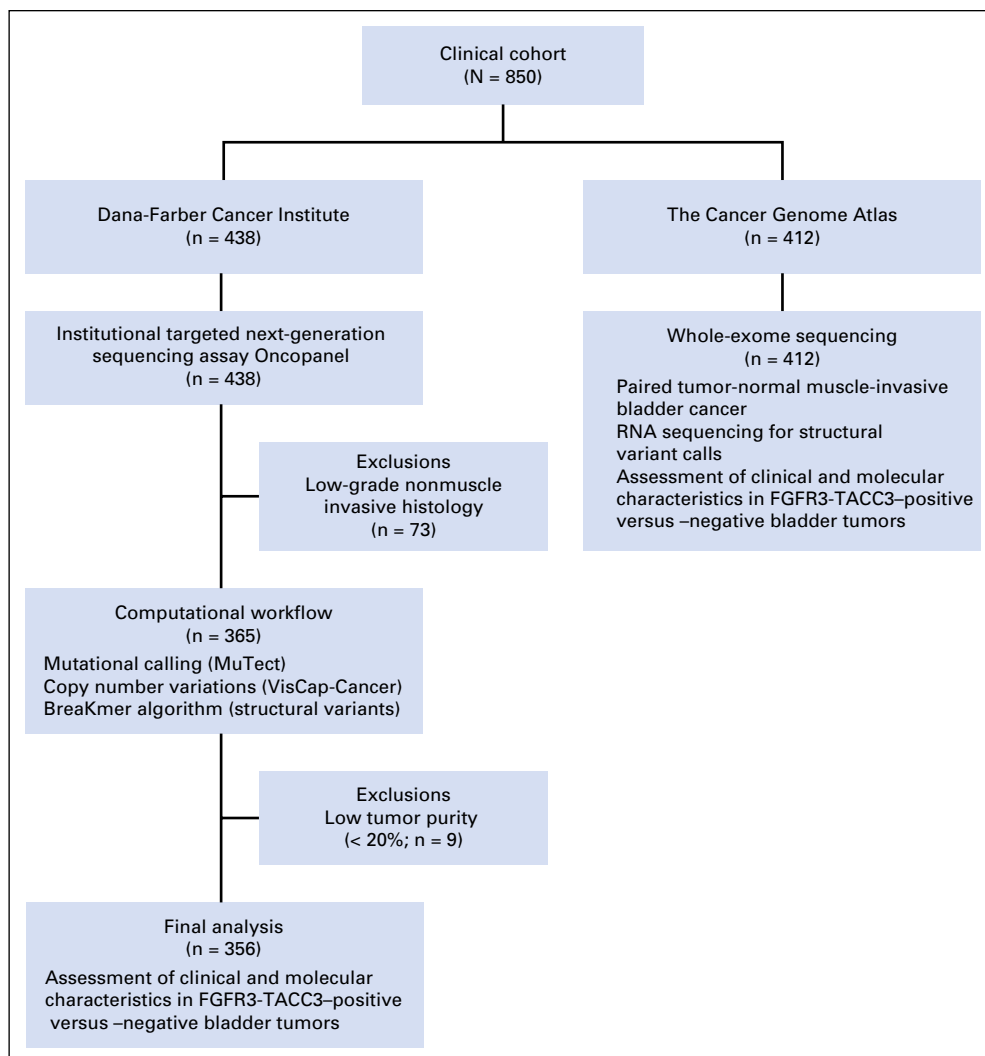 Clinical cohort
(N = 850)
Dana-Farber Cancer Institute
(n = 438)
The Cancer Genome Atlas
(n = 412)
Institutional targeted next-generation
sequencing assay Oncopanel
(n = 438)
Whole-exome sequencing
(n = 412)
Paired tumor-normal muscle-invasive
bladder cancer
RNA sequencing for structural
variant calls
Assessment of clinical and molecular
characteristics in FGFR3-TACC3–positive
versus –negative bladder tumors
Exclusions
Low-grade nonmuscle
invasive histology
(n = 73)
Computational workflow
(n = 365)
Mutational calling (MuTect)
Copy number variations (VisCap-Cancer)
BreaKmer algorithm (structural variants)
Exclusions
Low tumor purity
(< 20%; n = 9)
Final analysis
(n = 356)
Assessment of clinical and molecular
characteristics in FGFR3-TACC3–positive
versus –negative bladder tumors